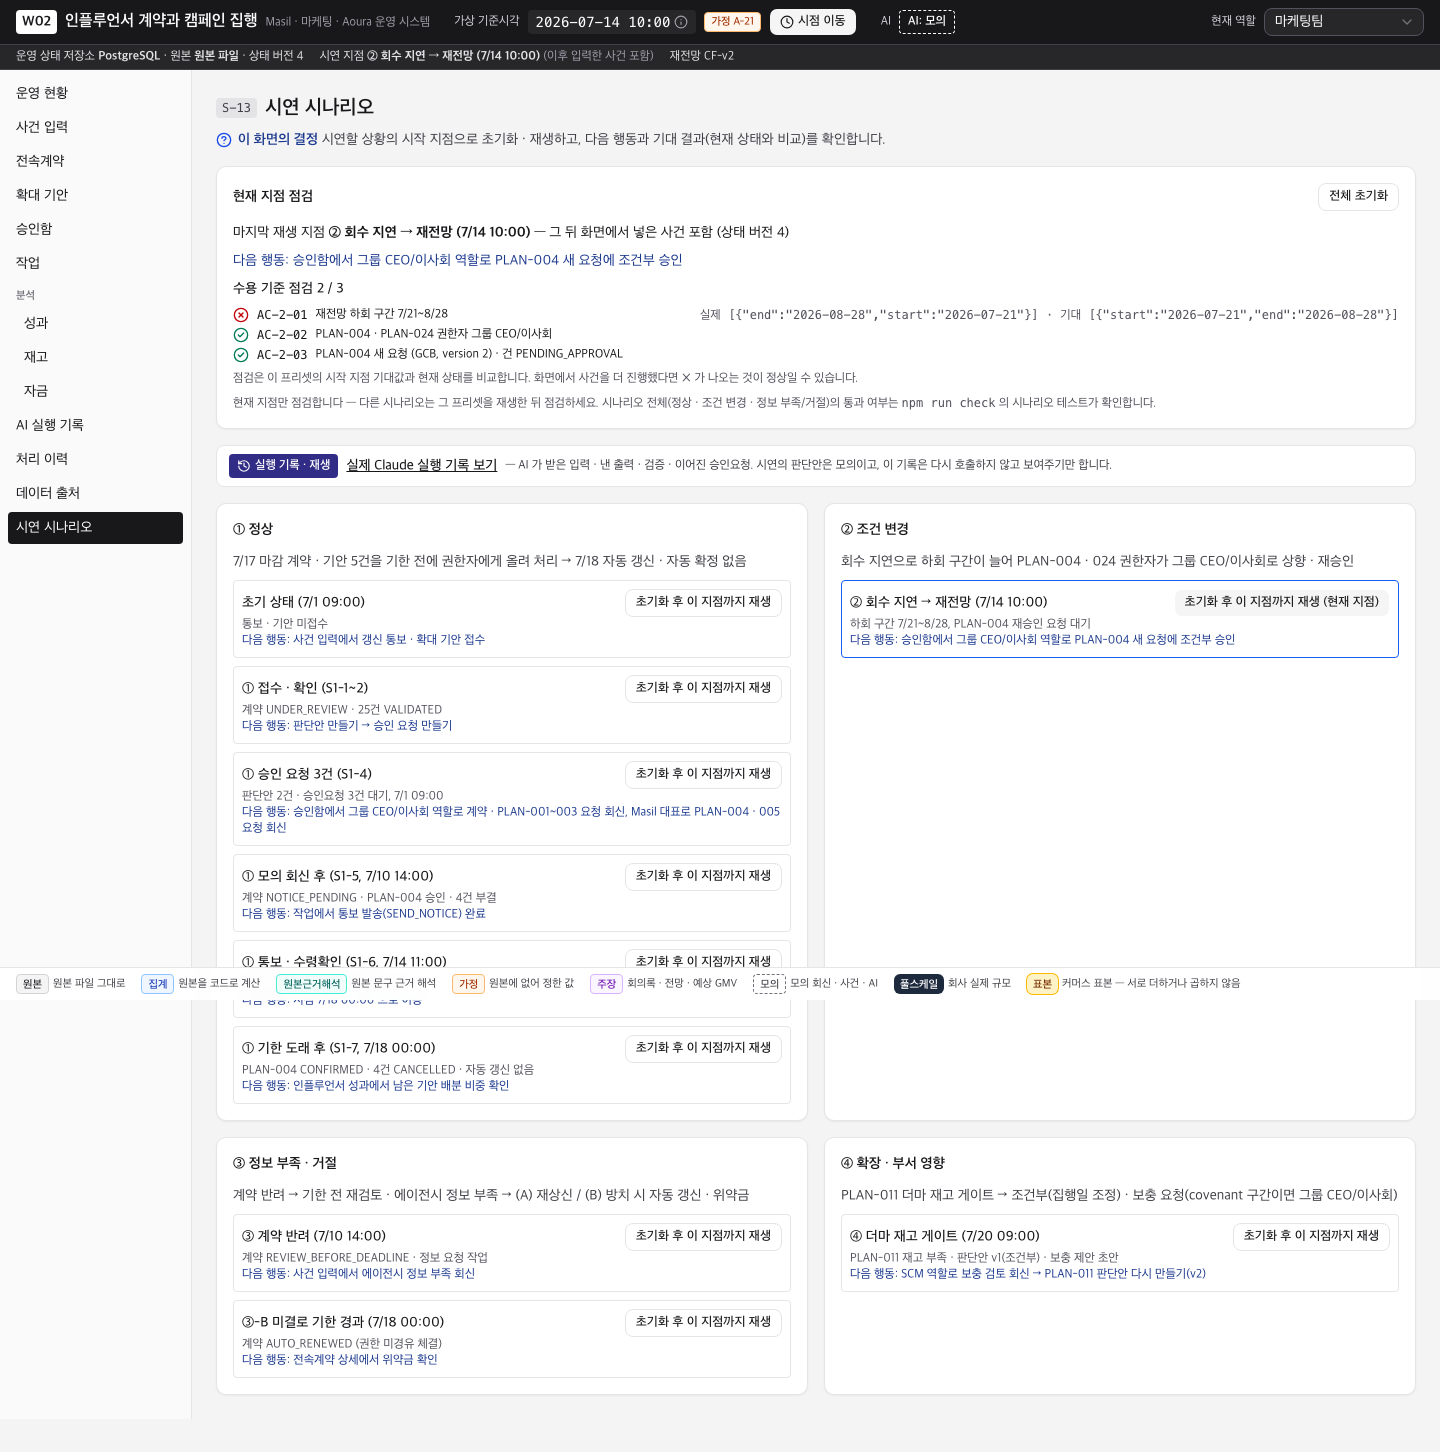 W02 인플루언서 계약과 캠페인 집행 Masil · 마케팅 · Aoura 운영 시스템 가상 기준시각 2026-07-14 10:00 가정 A-21 시점 이동 AI AI: 모의 현재 역할 마케팅팀
운영 상태 저장소 PostgreSQL · 원본 원본 파일 · 상태 버전 4 시연 지점 ② 회수 지연 → 재전망 (7/14 10:00) (이후 입력한 사건 포함) 재전망 CF-v2
운영 현황
사건 입력
전속계약
확대 기안
승인함
작업
분석
성과
재고
자금
AI 실행 기록
처리 이력
데이터 출처
시연 시나리오
S-13 시연 시나리오
이 화면의 결정 시연할 상황의 시작 지점으로 초기화 · 재생하고, 다음 행동과 기대 결과(현재 상태와 비교)를 확인합니다.
현재 지점 점검 전체 초기화
마지막 재생 지점 ② 회수 지연 → 재전망 (7/14 10:00) — 그 뒤 화면에서 넣은 사건 포함 (상태 버전 4)
다음 행동: 승인함에서 그룹 CEO/이사회 역할로 PLAN-004 새 요청에 조건부 승인
수용 기준 점검 2 / 3
AC-2-01 재전망 하회 구간 7/21~8/28 실제 [{"end":"2026-08-28","start":"2026-07-21"}] · 기대 [{"start":"2026-07-21","end":"2026-08-28"}]
AC-2-02 PLAN-004 · PLAN-024 권한자 그룹 CEO/이사회
AC-2-03 PLAN-004 새 요청 (GCB, version 2) · 건 PENDING_APPROVAL
점검은 이 프리셋의 시작 지점 기대값과 현재 상태를 비교합니다. 화면에서 사건을 더 진행했다면 ✕ 가 나오는 것이 정상일 수 있습니다.
현재 지점만 점검합니다 — 다른 시나리오는 그 프리셋을 재생한 뒤 점검하세요. 시나리오 전체(정상 · 조건 변경 · 정보 부족/거절)의 통과 여부는 npm run check 의 시나리오 테스트가 확인합니다.
실행 기록 · 재생 실제 Claude 실행 기록 보기 — AI 가 받은 입력 · 낸 출력 · 검증 · 이어진 승인요청. 시연의 판단안은 모의이고, 이 기록은 다시 호출하지 않고 보여주기만 합니다.
① 정상
7/17 마감 계약 · 기안 5건을 기한 전에 권한자에게 올려 처리 → 7/18 자동 갱신 · 자동 확정 없음
초기 상태 (7/1 09:00) 초기화 후 이 지점까지 재생
통보 · 기안 미접수
다음 행동: 사건 입력에서 갱신 통보 · 확대 기안 접수
① 접수 · 확인 (S1-1~2) 초기화 후 이 지점까지 재생
계약 UNDER_REVIEW · 25건 VALIDATED
다음 행동: 판단안 만들기 → 승인 요청 만들기
① 승인 요청 3건 (S1-4) 초기화 후 이 지점까지 재생
판단안 2건 · 승인요청 3건 대기, 7/1 09:00
다음 행동: 승인함에서 그룹 CEO/이사회 역할로 계약 · PLAN-001~003 요청 회신, Masil 대표로 PLAN-004 · 005
요청 회신
① 모의 회신 후 (S1-5, 7/10 14:00) 초기화 후 이 지점까지 재생
계약 NOTICE_PENDING · PLAN-004 승인 · 4건 부결
다음 행동: 작업에서 통보 발송(SEND_NOTICE) 완료
① 통보 · 수령확인 (S1-6, 7/14 11:00) 초기화 후 이 지점까지 재생
원본 원본 파일 그대로 집계 원본을 코드로 계산 원본근거해석 원본 문구 근거 해석 가정 원본에 없어 정한 값 주장 회의록 · 전망 · 예상 GMV 모의 모의 회신 · 사건 · AI 풀스케일 회사 실제 규모 표본 커머스 표본 — 서로 더하거나 곱하지 않음
다음 행동: 시점 7/18 00:00 으로 이동
① 기한 도래 후 (S1-7, 7/18 00:00) 초기화 후 이 지점까지 재생
PLAN-004 CONFIRMED · 4건 CANCELLED · 자동 갱신 없음
다음 행동: 인플루언서 성과에서 남은 기안 배분 비중 확인
② 조건 변경
회수 지연으로 하회 구간이 늘어 PLAN-004 · 024 권한자가 그룹 CEO/이사회로 상향 · 재승인
② 회수 지연 → 재전망 (7/14 10:00) 초기화 후 이 지점까지 재생 (현재 지점)
하회 구간 7/21~8/28, PLAN-004 재승인 요청 대기
다음 행동: 승인함에서 그룹 CEO/이사회 역할로 PLAN-004 새 요청에 조건부 승인
③ 정보 부족 · 거절
계약 반려 → 기한 전 재검토 · 에이전시 정보 부족 → (A) 재상신 / (B) 방치 시 자동 갱신 · 위약금
③ 계약 반려 (7/10 14:00) 초기화 후 이 지점까지 재생
계약 REVIEW_BEFORE_DEADLINE · 정보 요청 작업
다음 행동: 사건 입력에서 에이전시 정보 부족 회신
③-B 미결로 기한 경과 (7/18 00:00) 초기화 후 이 지점까지 재생
계약 AUTO_RENEWED (권한 미경유 체결)
다음 행동: 전속계약 상세에서 위약금 확인
④ 확장 · 부서 영향
PLAN-011 더마 재고 게이트 → 조건부(집행일 조정) · 보충 요청(covenant 구간이면 그룹 CEO/이사회)
④ 더마 재고 게이트 (7/20 09:00) 초기화 후 이 지점까지 재생
PLAN-011 재고 부족 · 판단안 v1(조건부) · 보충 제안 초안
다음 행동: SCM 역할로 보충 검토 회신 → PLAN-011 판단안 다시 만들기(v2)